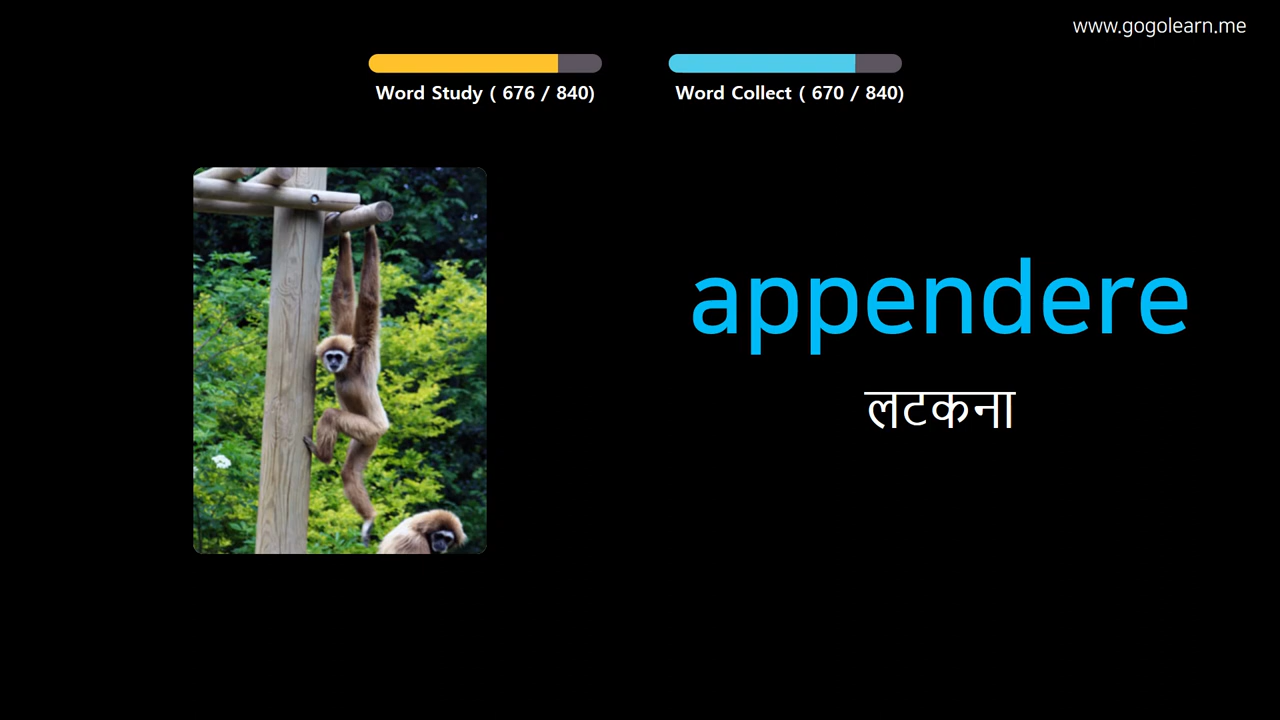 www.gogolearn.me
Word Study ( 676 / 840)
Word Collect ( 670 / 840)
appendere
लटकना